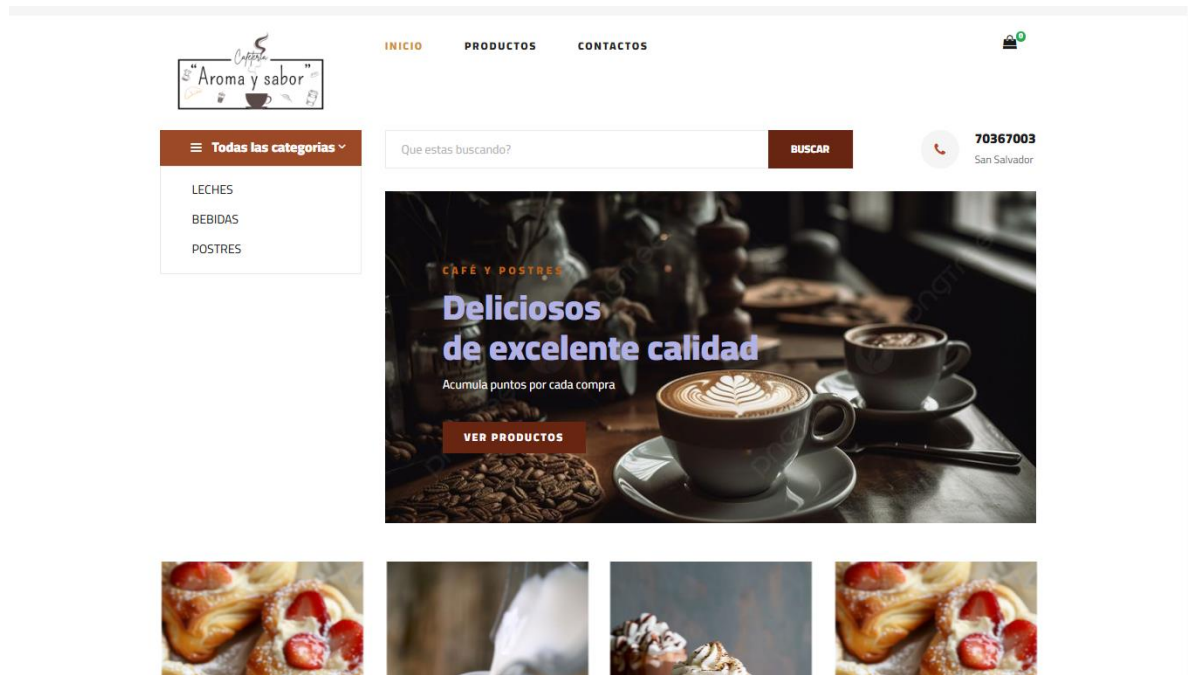 Cafetería
“Aroma y sabor”
INICIO
PRODUCTOS
CONTACTOS
0
Todas las categorias
Que estas buscando?
BUSCAR
70367003
San Salvador
LECHES
BEBIDAS
POSTRES
CAFÉ Y POSTRES
Deliciosos
de excelente calidad
Acumula puntos por cada compra
VER PRODUCTOS